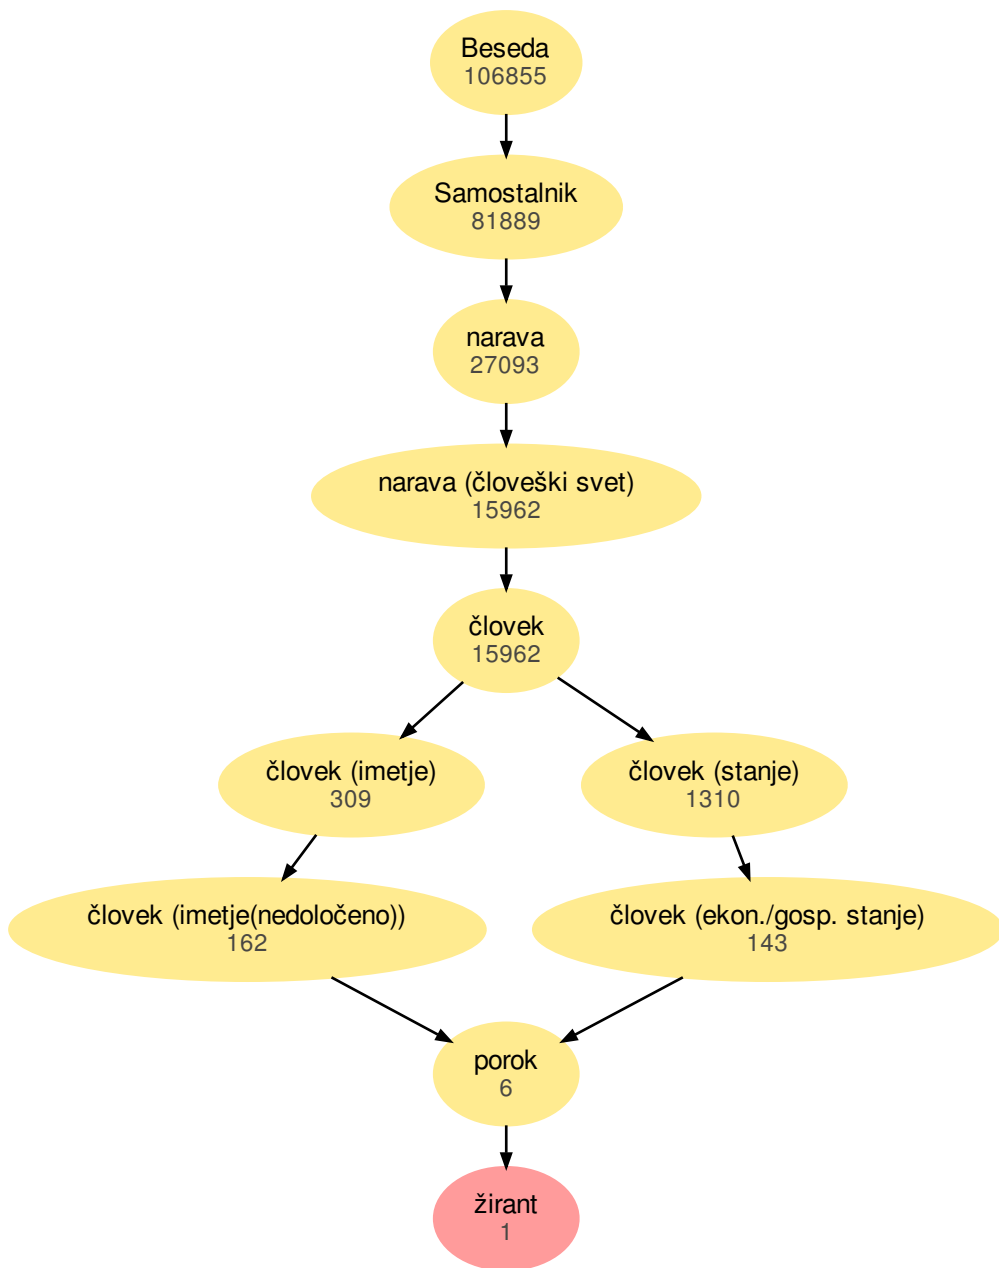 Beseda
106855
Samostalnik
81889
narava
27093
narava (človeški svet)
15962
človek
15962
človek (imetje)
309
človek (stanje)
1310
človek (imetje(nedoločeno))
162
človek (ekon./gosp. stanje)
143
porok
6
žirant
1